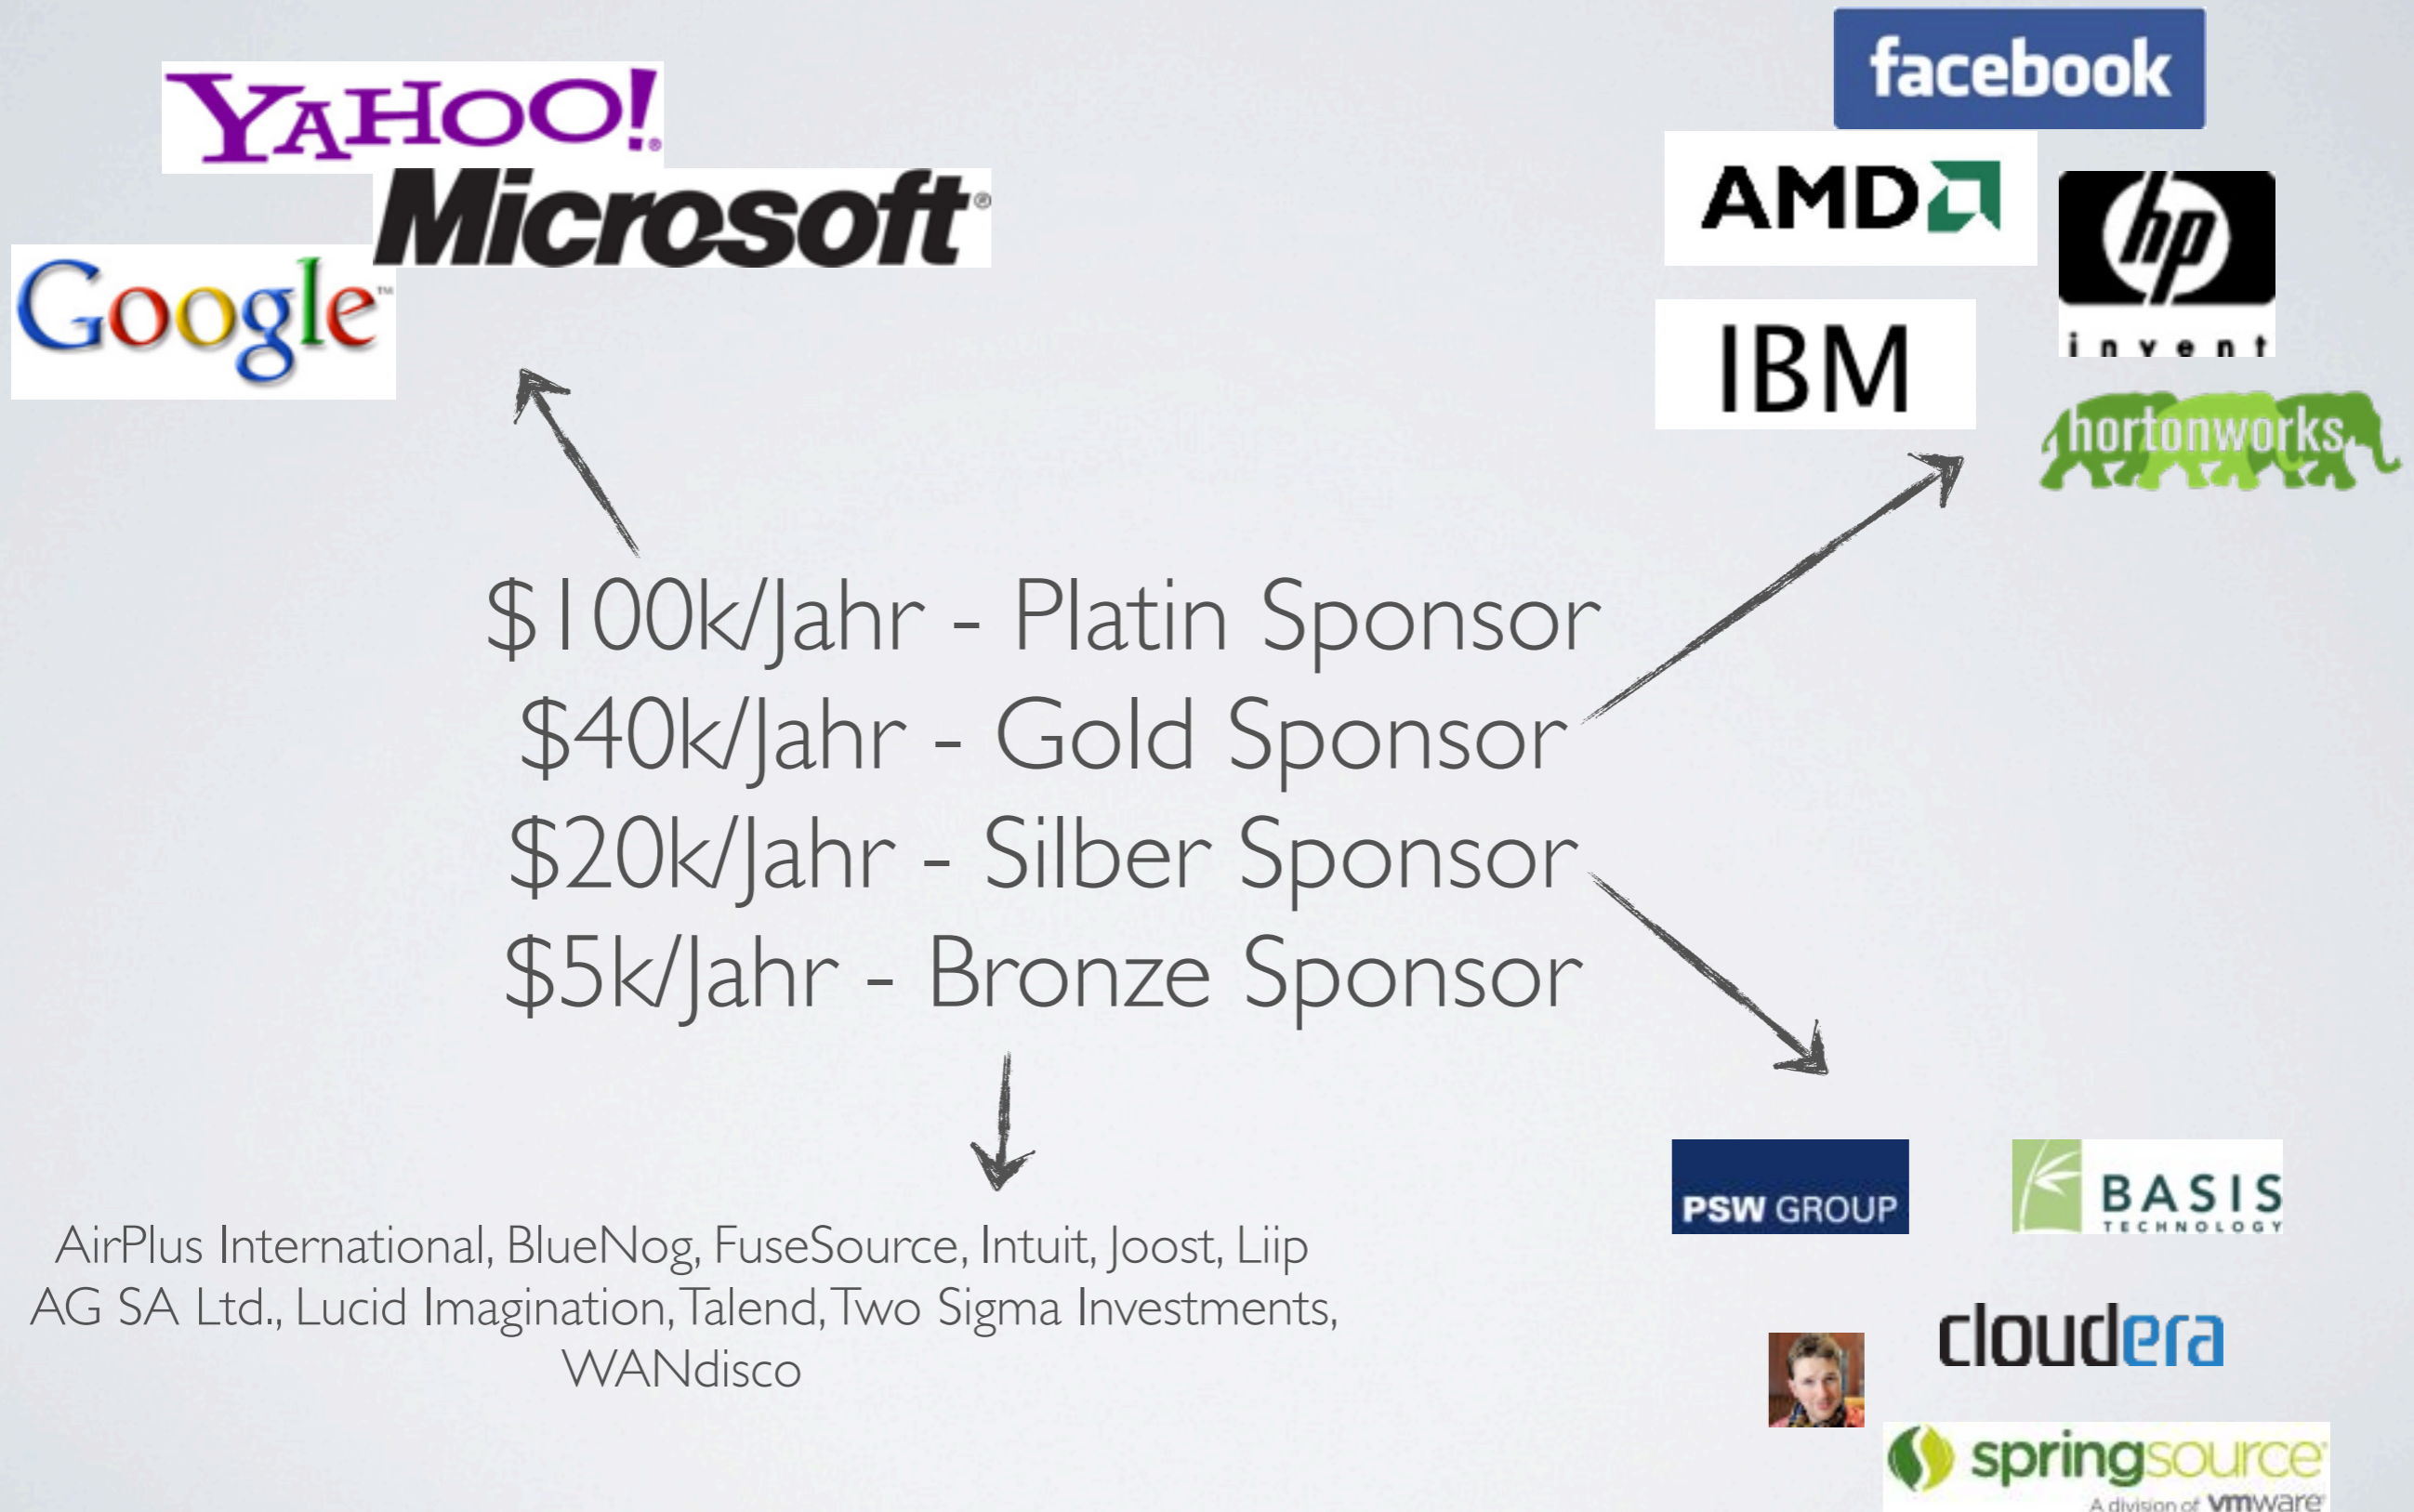 YAHOO!
Microsoft
Google
facebook
AMD
hp
invent
IBM
hortonworks
$100k/Jahr - Platin Sponsor
$40k/Jahr - Gold Sponsor
$20k/Jahr - Silber Sponsor
$5k/Jahr - Bronze Sponsor
AirPlus International, BlueNog, FuseSource, Intuit, Joost, Liip
AG SA Ltd., Lucid Imagination, Talend, Two Sigma Investments,
WANdisco
PSW GROUP
BASIS
TECHNOLOGY
cloudera
springsource
A division of vmware